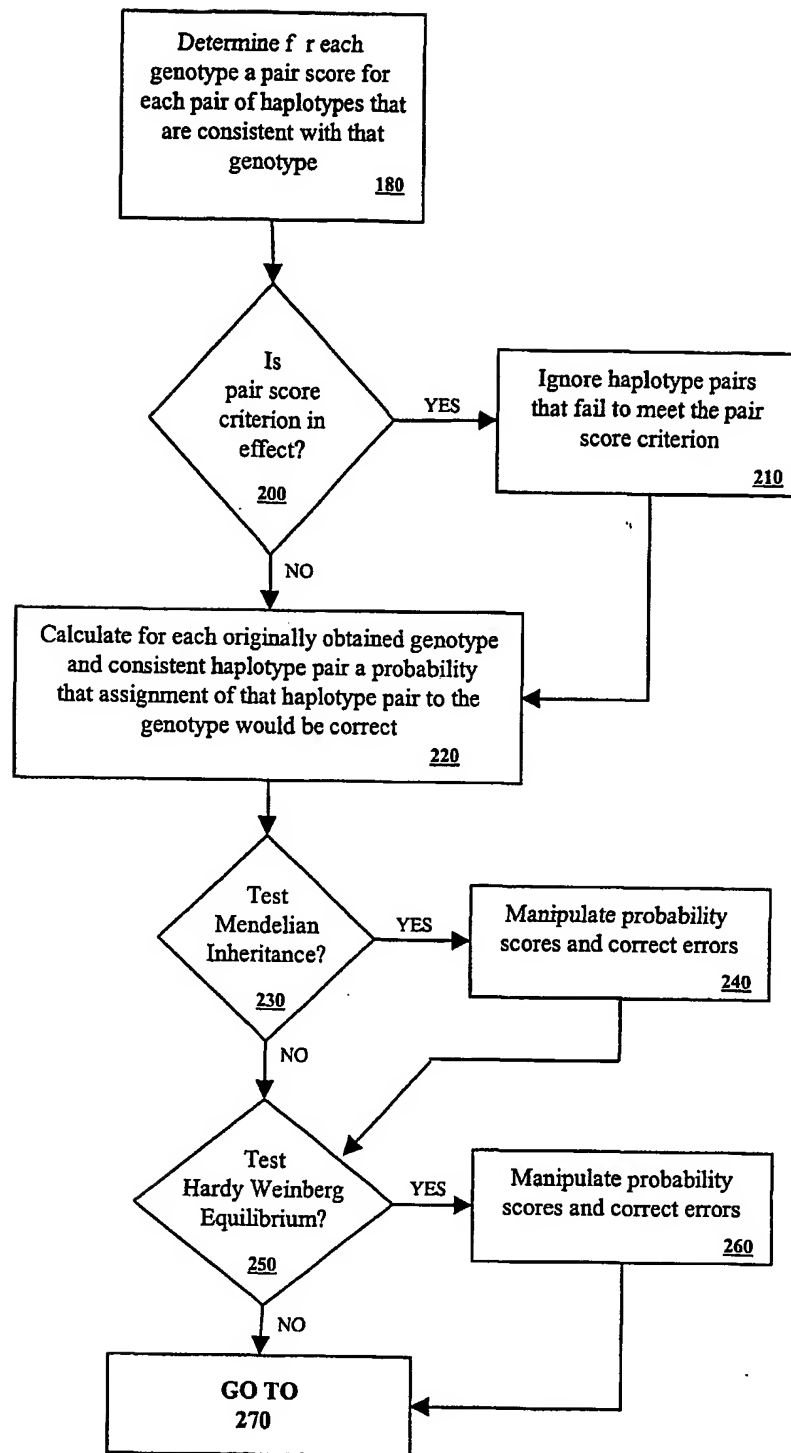 Determine f r each
genotype a pair score for
each pair of haplotypes that
are consistent with that
genotype
180
Is
pair score
criterion in
effect?
200
YES
Ignore haplotype pairs
that fail to meet the pair
score criterion
210
NO
Calculate for each originally obtained genotype
and consistent haplotype pair a probability
that assignment of that haplotype pair to the
genotype would be correct
220
Test
Mendelian
Inheritance?
230
YES
Manipulate probability
scores and correct errors
240
NO
Test
Hardy Weinberg
Equilibrium?
250
YES
Manipulate probability
scores and correct errors
260
NO
GO TO
270